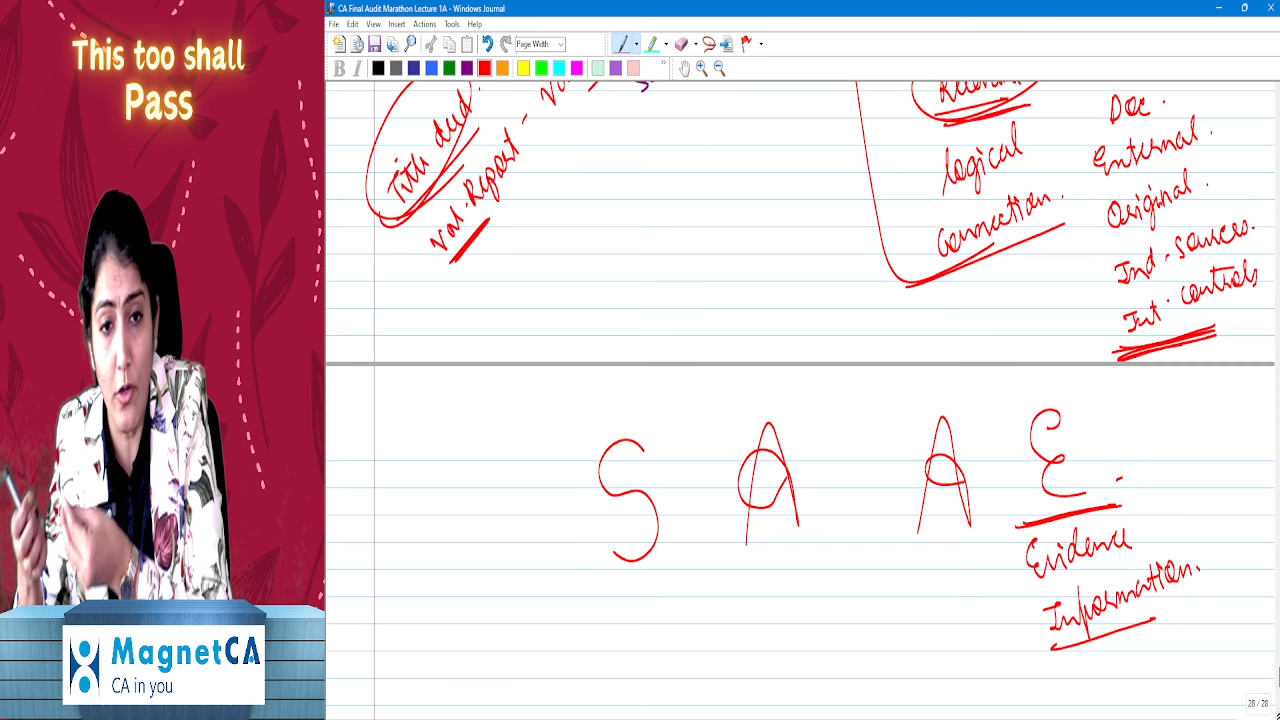 This too shall
Pass
CA Final Audit Marathon Lecture 1A - Windows Journal
File Edit View Insert Actions Tools Help
Page Width
B I
Title deed.
Val. Report -
logical
connection.
Doc.
External.
Original.
Ind. sources.
Int. controls
S A A E.
Evidence
Information.
MagnetCA
CA in you
28 / 28